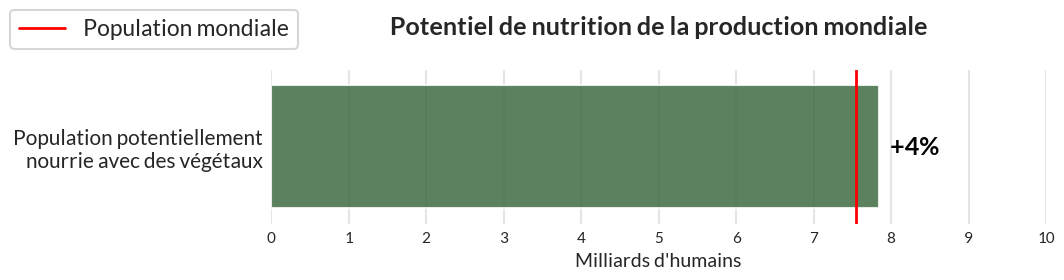 Population mondiale
Potentiel de nutrition de la production mondiale
Population potentiellement
nourrie avec des végétaux
+4%
0 1 2 3 4 5 6 7 8 9 10
Milliards d'humains